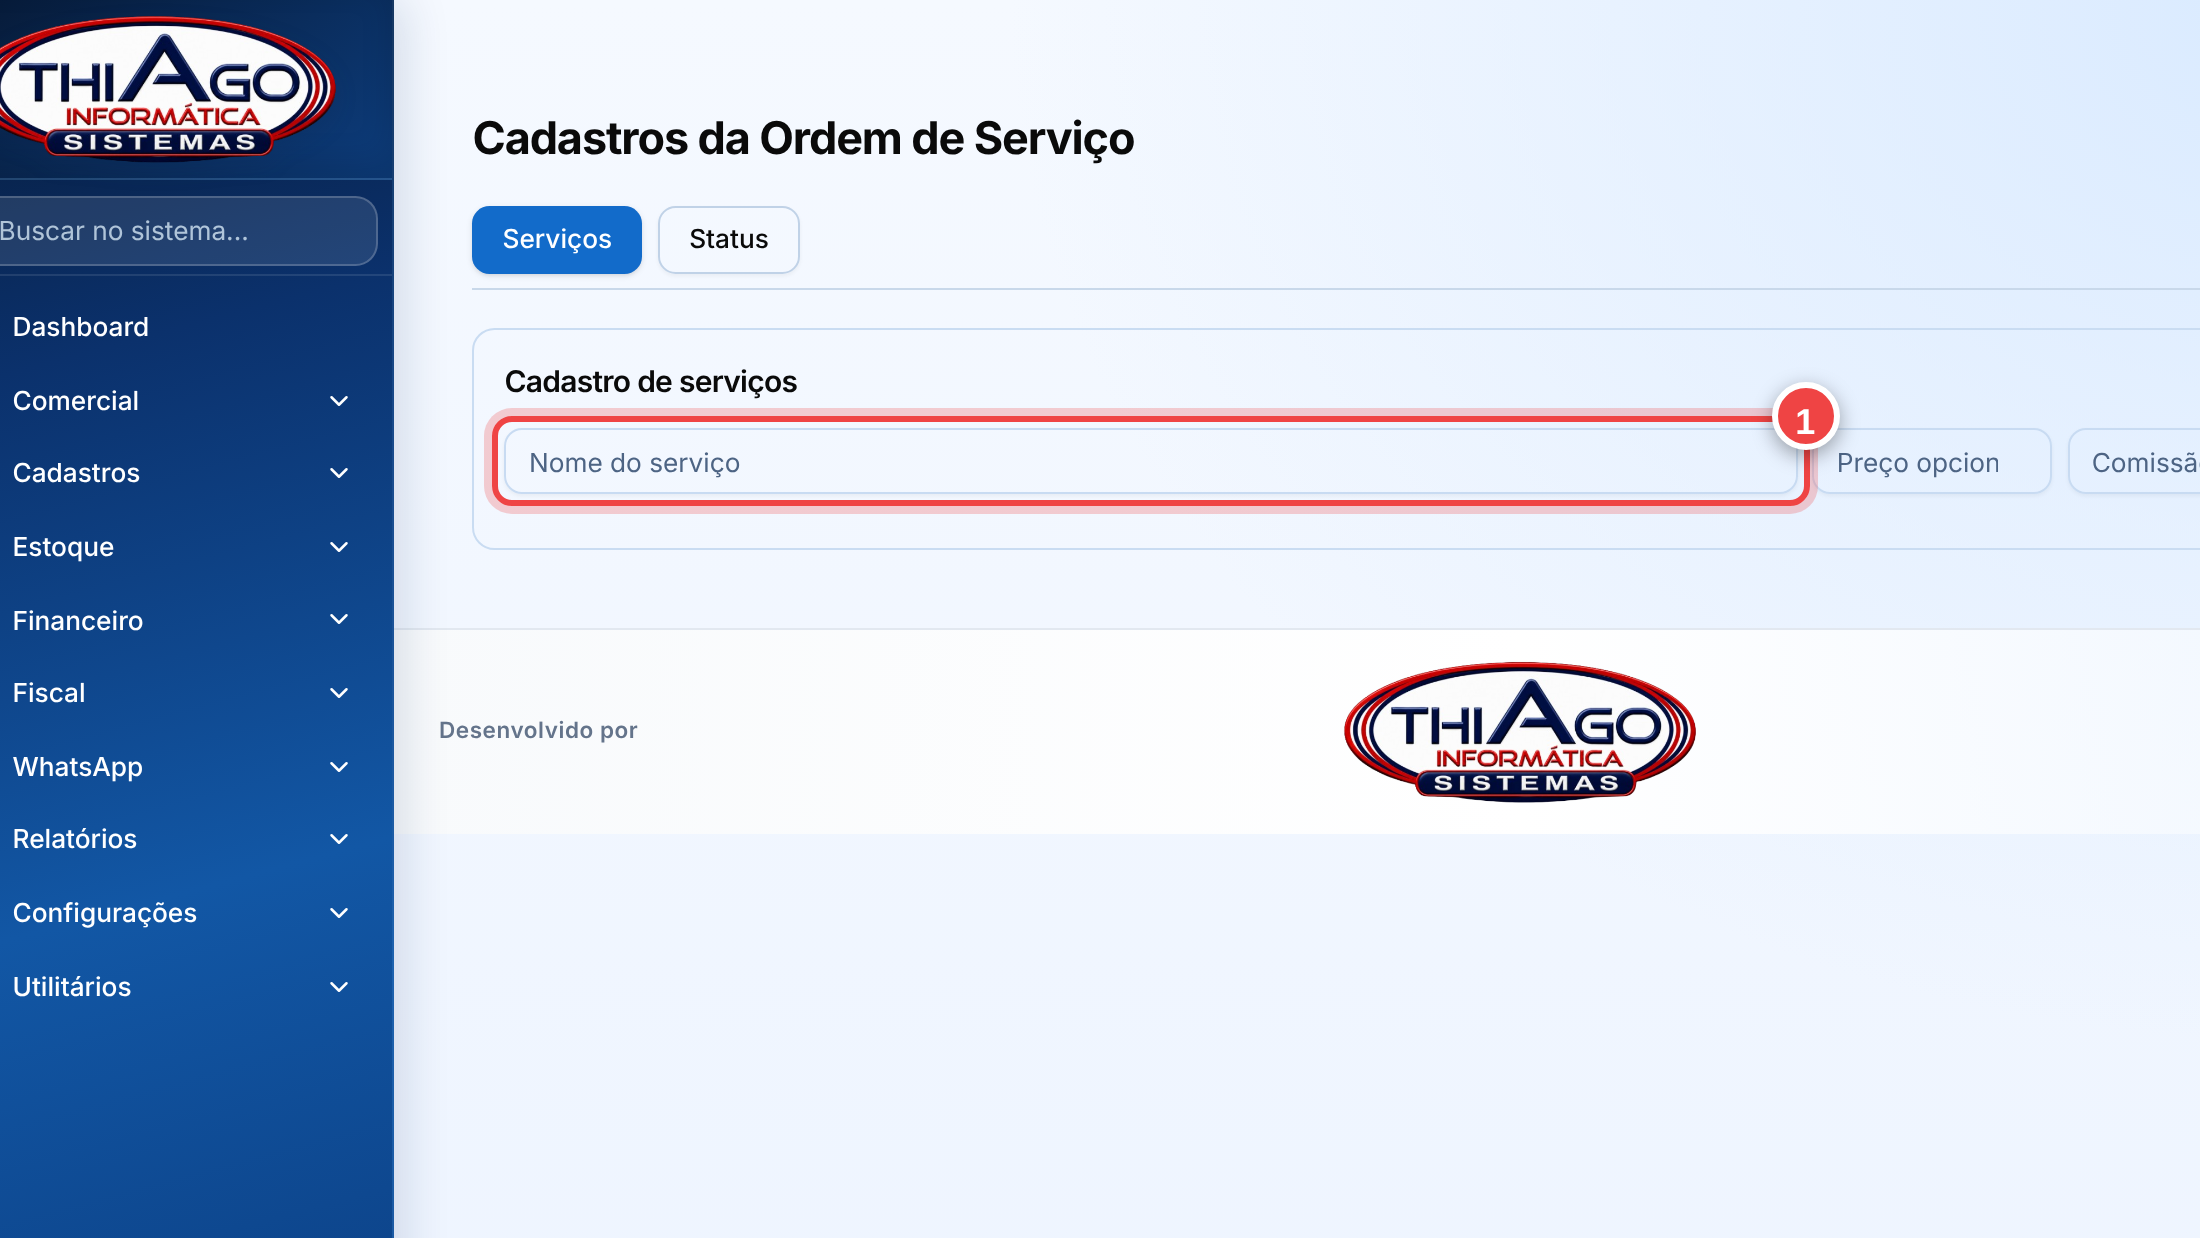 THIAGO
INFORMÁTICA
SISTEMAS
Buscar no sistema...
Dashboard
Comercial
Cadastros
Estoque
Financeiro
Fiscal
WhatsApp
Relatórios
Configurações
Utilitários
Cadastros da Ordem de Serviço
Serviços Status
Cadastro de serviços
1
Nome do serviço Preço opcion Comissã
Desenvolvido por
THIAGO
INFORMÁTICA
SISTEMAS